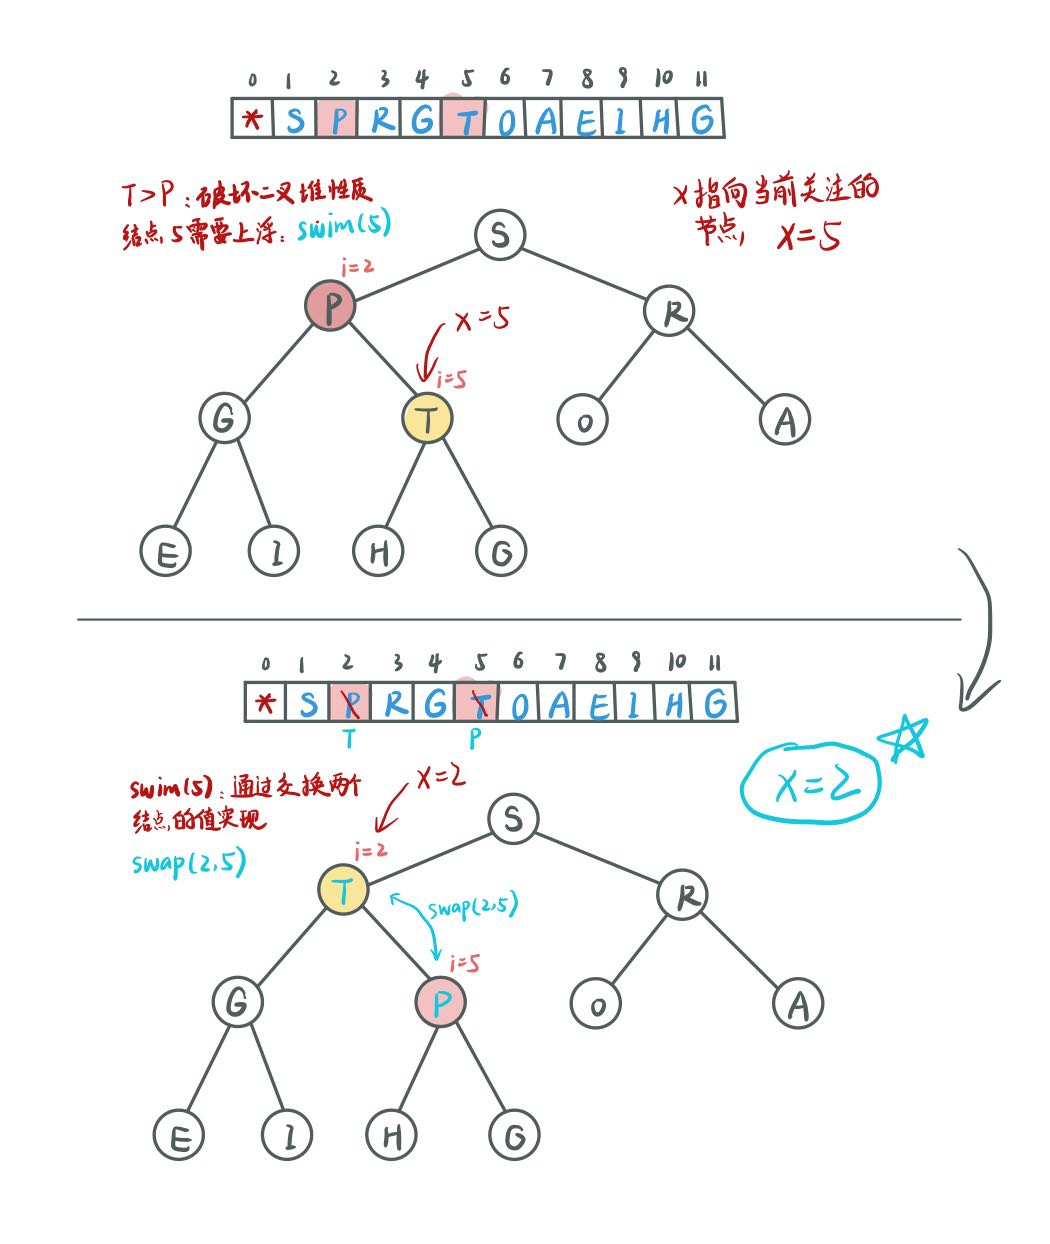 0 1 2 3 4 5 6 7 8 9 10 11
* S P R G T O A E I H G
T>P:破坏二叉堆性质
结点5需要上浮:swim(5)
x指向当前关注的
节点, x=5
S
i=2
P
R
x=5
i=5
G
T
O
A
E
I
H
G
0 1 2 3 4 5 6 7 8 9 10 11
* S P R G T O A E I H G
T P
x=2
swim(5):通过交换两个
结点的值实现
swap(2,5)
x=2
S
i=2
T
R
swap(2,5)
i=5
G
P
O
A
E
I
H
G